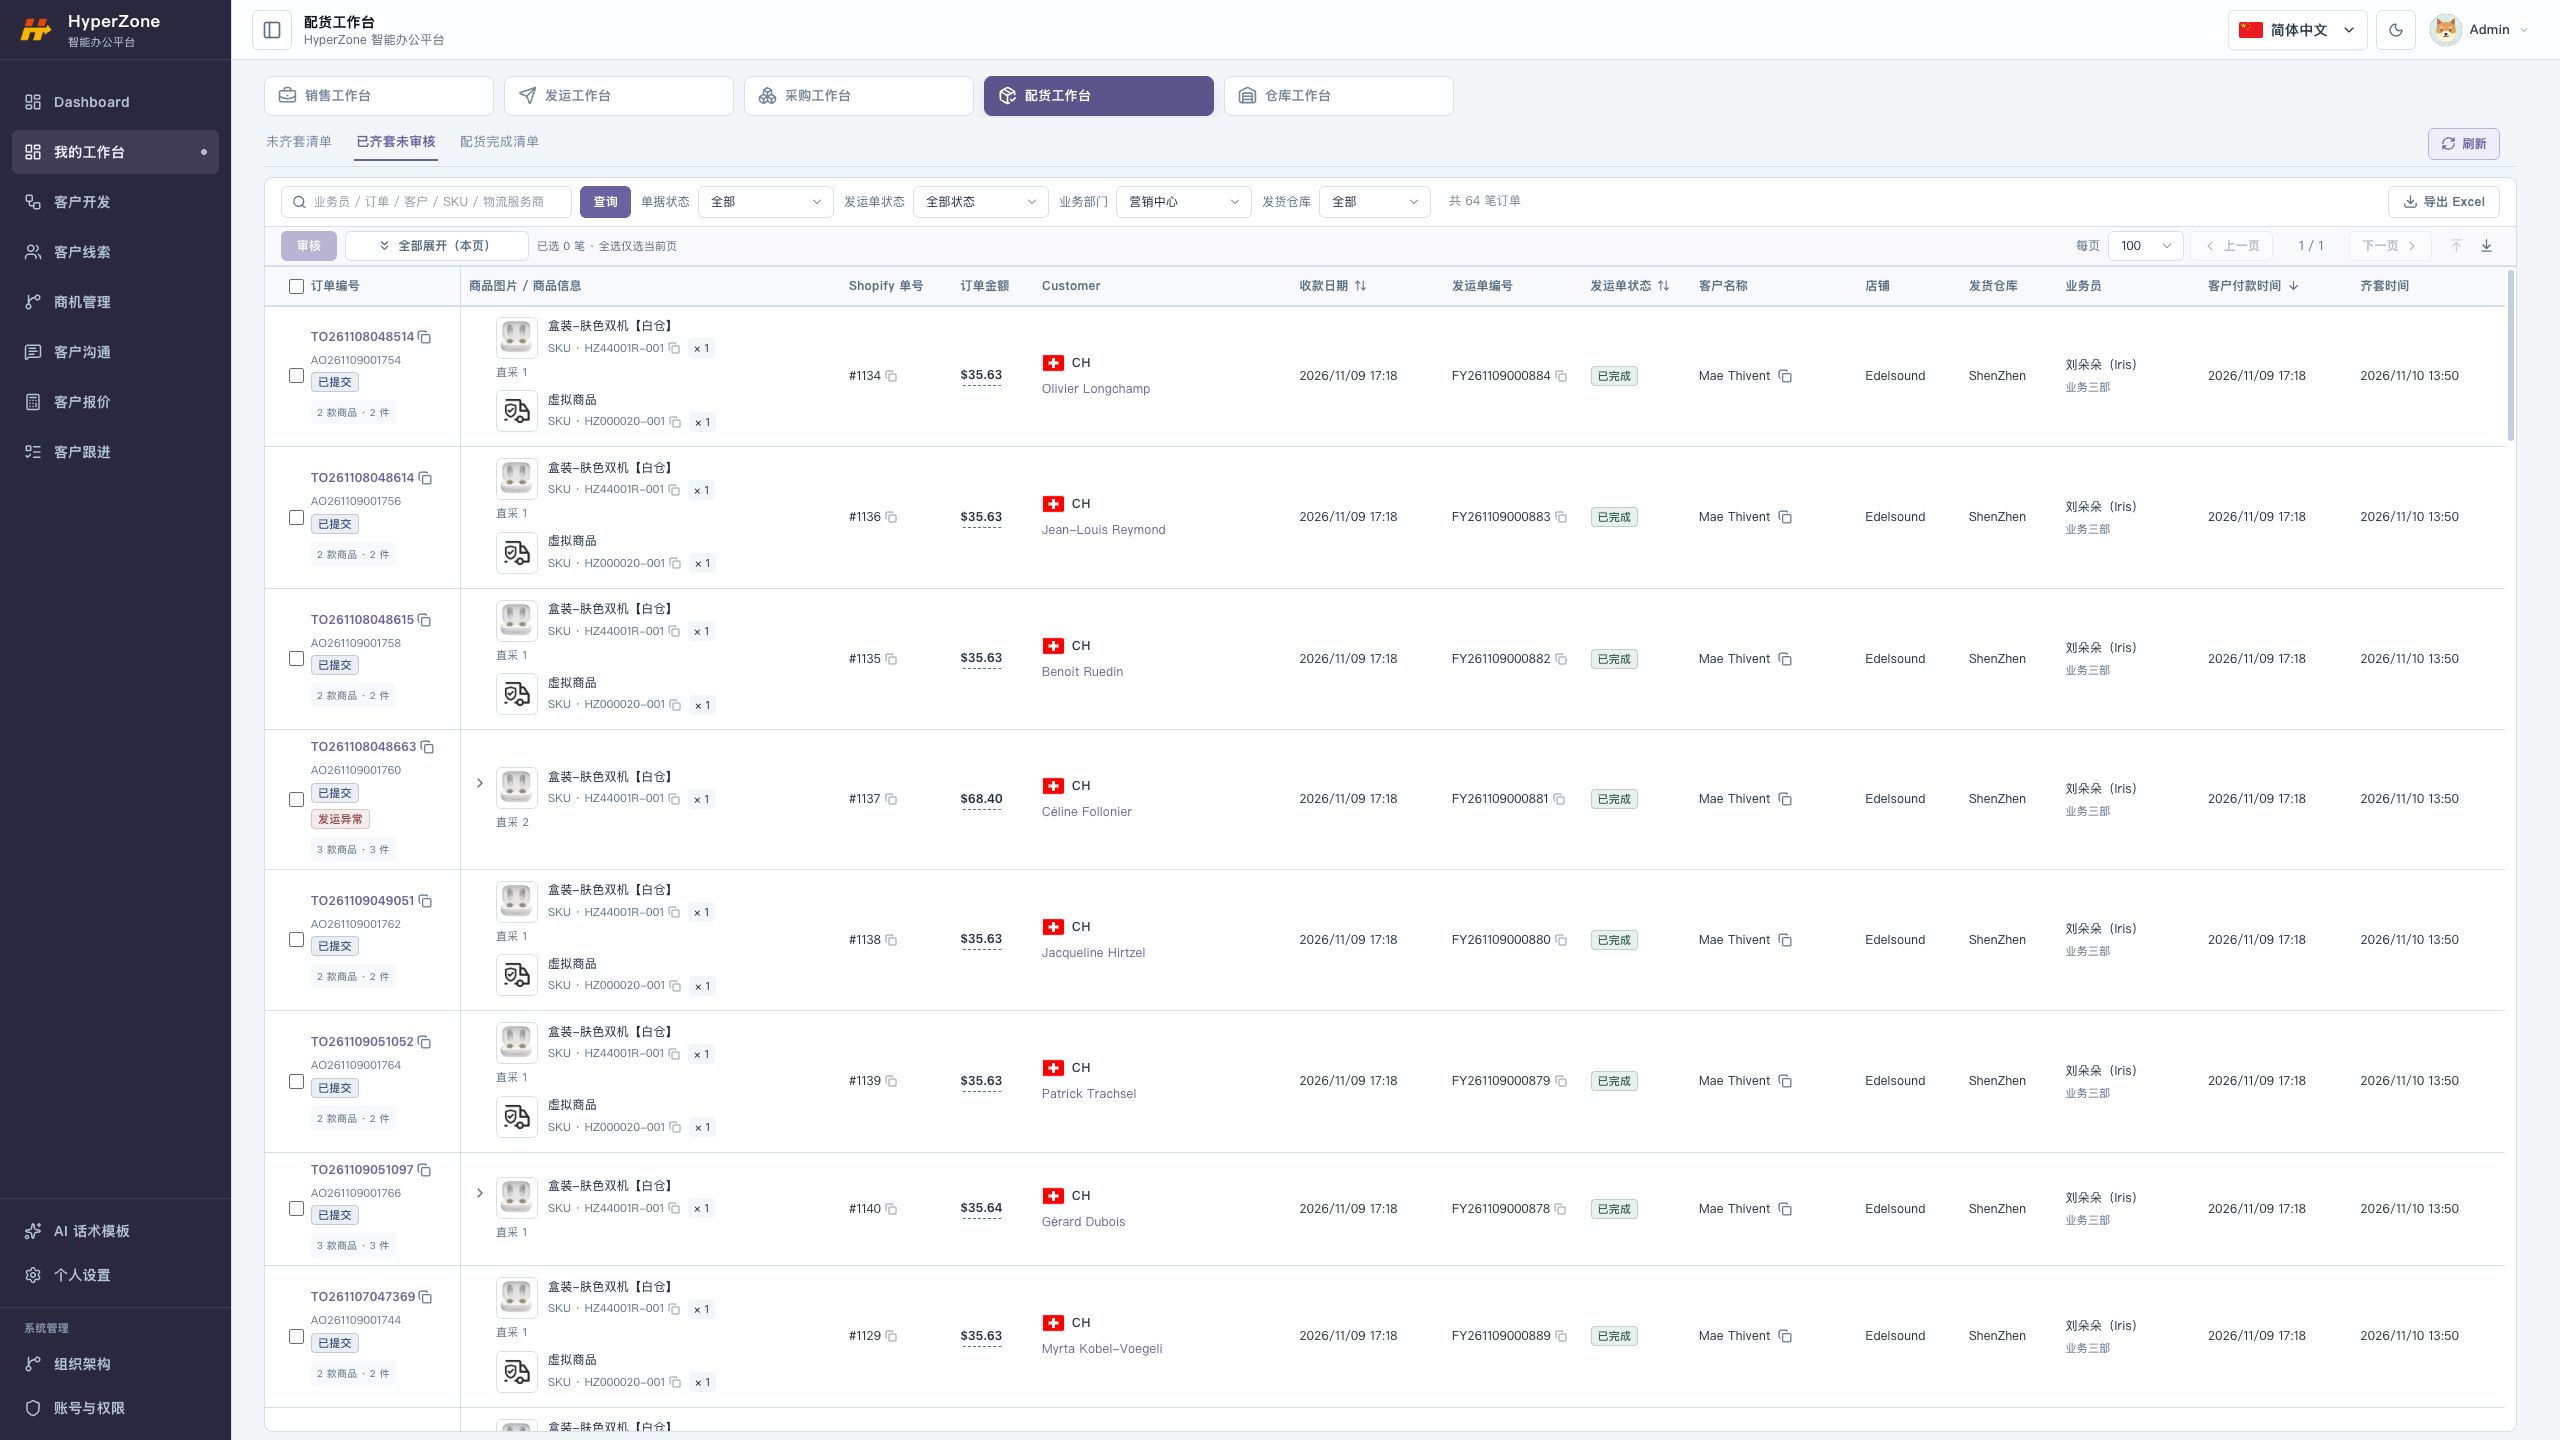 HyperZone
智能办公平台
Dashboard
我的工作台
客户开发
客户线索
商机管理
客户沟通
客户报价
客户跟进
AI 话术模板
个人设置
系统管理
组织架构
账号与权限
配货工作台
HyperZone 智能办公平台
简体中文
Admin
销售工作台
发运工作台
采购工作台
配货工作台
仓库工作台
未齐套清单
已齐套未审核
配货完成清单
刷新
业务员 / 订单 / 客户 / SKU / 物流服务商
查询
单据状态 全部
发运单状态 全部状态
业务部门 营销中心
发货仓库 全部
共 64 笔订单
导出 Excel
审核
全部展开（本页）
已选 0 笔 · 全选仅选当前页
每页 100
上一页
1 / 1
下一页
订单编号 商品图片 / 商品信息 Shopify 单号 订单金额 Customer 收款日期 发运单编号 发运单状态 客户名称 店铺 发货仓库 业务员 客户付款时间 齐套时间
TO261108048514
AO261109001754
已提交
2 款商品 · 2 件
盒装-肤色双机【白仓】
SKU · HZ44001R-001 × 1
直采 1
虚拟商品
SKU · HZ000020-001 × 1
#1134
$35.63
CH
Olivier Longchamp
2026/11/09 17:18
FY261109000884
已完成
Mae Thivent
Edelsound
ShenZhen
刘朵朵（Iris）
业务三部
2026/11/09 17:18
2026/11/10 13:50
TO261108048614
AO261109001756
已提交
2 款商品 · 2 件
盒装-肤色双机【白仓】
SKU · HZ44001R-001 × 1
直采 1
虚拟商品
SKU · HZ000020-001 × 1
#1136
$35.63
CH
Jean-Louis Reymond
2026/11/09 17:18
FY261109000883
已完成
Mae Thivent
Edelsound
ShenZhen
刘朵朵（Iris）
业务三部
2026/11/09 17:18
2026/11/10 13:50
TO261108048615
AO261109001758
已提交
2 款商品 · 2 件
盒装-肤色双机【白仓】
SKU · HZ44001R-001 × 1
直采 1
虚拟商品
SKU · HZ000020-001 × 1
#1135
$35.63
CH
Benoit Ruedin
2026/11/09 17:18
FY261109000882
已完成
Mae Thivent
Edelsound
ShenZhen
刘朵朵（Iris）
业务三部
2026/11/09 17:18
2026/11/10 13:50
TO261108048663
AO261109001760
已提交
发运异常
3 款商品 · 3 件
盒装-肤色双机【白仓】
SKU · HZ44001R-001 × 1
直采 2
#1137
$68.40
CH
Céline Follonier
2026/11/09 17:18
FY261109000881
已完成
Mae Thivent
Edelsound
ShenZhen
刘朵朵（Iris）
业务三部
2026/11/09 17:18
2026/11/10 13:50
TO261109049051
AO261109001762
已提交
2 款商品 · 2 件
盒装-肤色双机【白仓】
SKU · HZ44001R-001 × 1
直采 1
虚拟商品
SKU · HZ000020-001 × 1
#1138
$35.63
CH
Jacqueline Hirtzel
2026/11/09 17:18
FY261109000880
已完成
Mae Thivent
Edelsound
ShenZhen
刘朵朵（Iris）
业务三部
2026/11/09 17:18
2026/11/10 13:50
TO261109051052
AO261109001764
已提交
2 款商品 · 2 件
盒装-肤色双机【白仓】
SKU · HZ44001R-001 × 1
直采 1
虚拟商品
SKU · HZ000020-001 × 1
#1139
$35.63
CH
Patrick Trachsel
2026/11/09 17:18
FY261109000879
已完成
Mae Thivent
Edelsound
ShenZhen
刘朵朵（Iris）
业务三部
2026/11/09 17:18
2026/11/10 13:50
TO261109051097
AO261109001766
已提交
3 款商品 · 3 件
盒装-肤色双机【白仓】
SKU · HZ44001R-001 × 1
直采 1
#1140
$35.64
CH
Gérard Dubois
2026/11/09 17:18
FY261109000878
已完成
Mae Thivent
Edelsound
ShenZhen
刘朵朵（Iris）
业务三部
2026/11/09 17:18
2026/11/10 13:50
TO261107047369
AO261109001744
已提交
2 款商品 · 2 件
盒装-肤色双机【白仓】
SKU · HZ44001R-001 × 1
直采 1
虚拟商品
SKU · HZ000020-001 × 1
#1129
$35.63
CH
Myrta Kobel-Voegeli
2026/11/09 17:18
FY261109000889
已完成
Mae Thivent
Edelsound
ShenZhen
刘朵朵（Iris）
业务三部
2026/11/09 17:18
2026/11/10 13:50
盒装-肤色双机【白仓】